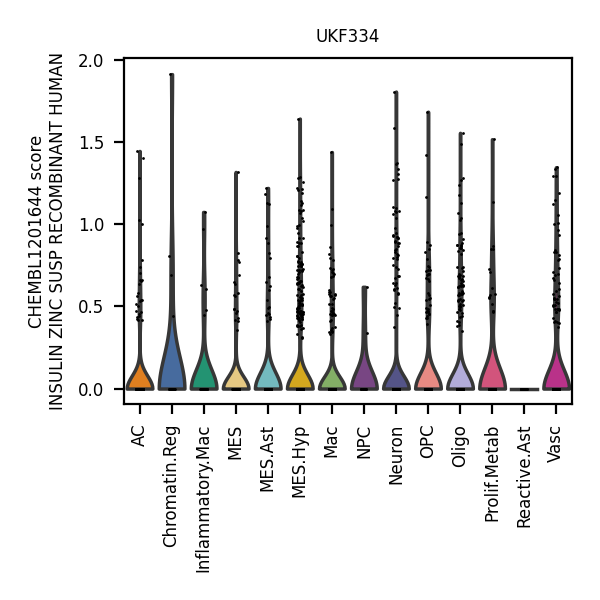 UKF334
CHEMBL1201644 score
INSULIN ZINC SUSP RECOMBINANT HUMAN
2.0
1.5
1.0
0.5
0.0
AC
Chromatin.Reg
Inflammatory.Mac
MES
MES.Ast
MES.Hyp
Mac
NPC
Neuron
OPC
Oligo
Prolif.Metab
Reactive.Ast
Vasc